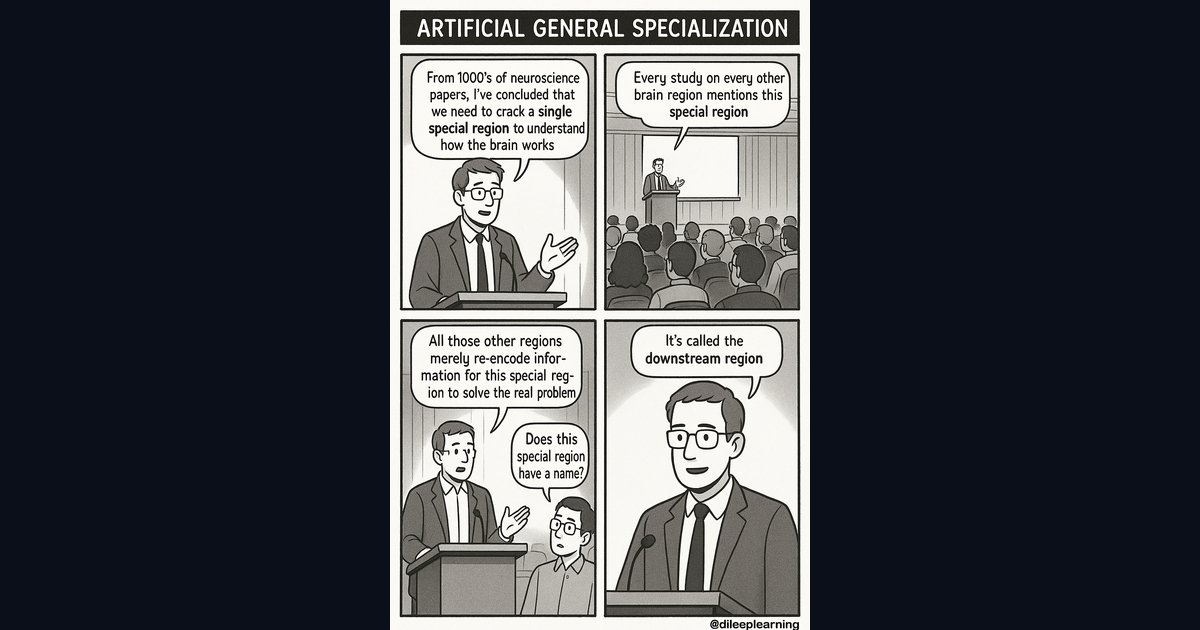 ARTIFICIAL GENERAL SPECIALIZATION
From 1000's of neuroscience
papers, I've concluded that
we need to crack a single
special region to understand
how the brain works
Every study on every other
brain region mentions this
special region
All those other regions
merely re-encode infor-
mation for this special reg-
ion to solve the real problem
Does this
special region
have a name?
It's called the
downstream region
@dileeplearning